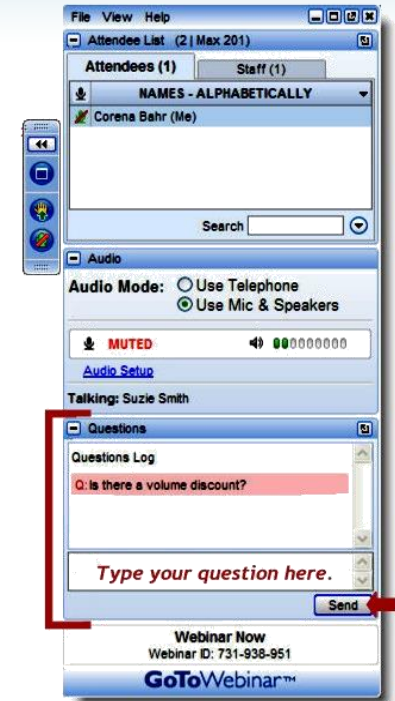 File View Help
Attendee List (2 | Max 201)
Attendees (1) Staff (1)
NAMES - ALPHABETICALLY
Corena Bahr (Me)
Search
Audio
Audio Mode: Use Telephone
Use Mic & Speakers
MUTED
Audio Setup
Talking: Suzie Smith
Questions
Questions Log
Q: Is there a volume discount?
Type your question here.
Send
Webinar Now
Webinar ID: 731-938-951
GoToWebinar™